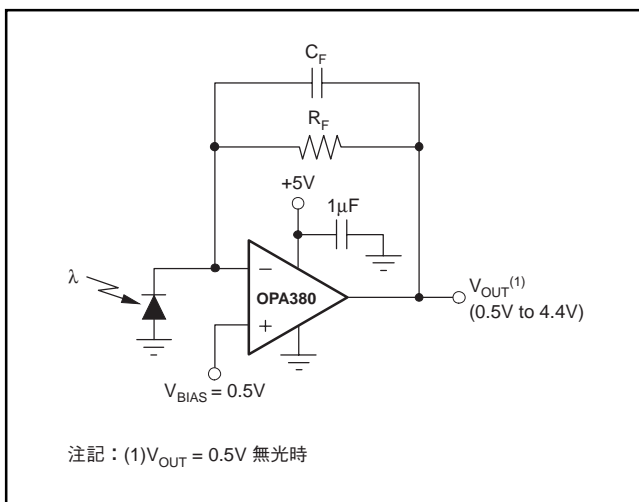 C_F
R_F
+5V
1μF
λ
−
OPA380
+
V_OUT(1)
(0.5V to 4.4V)
V_BIAS = 0.5V
注記：(1)V_OUT = 0.5V 無光時